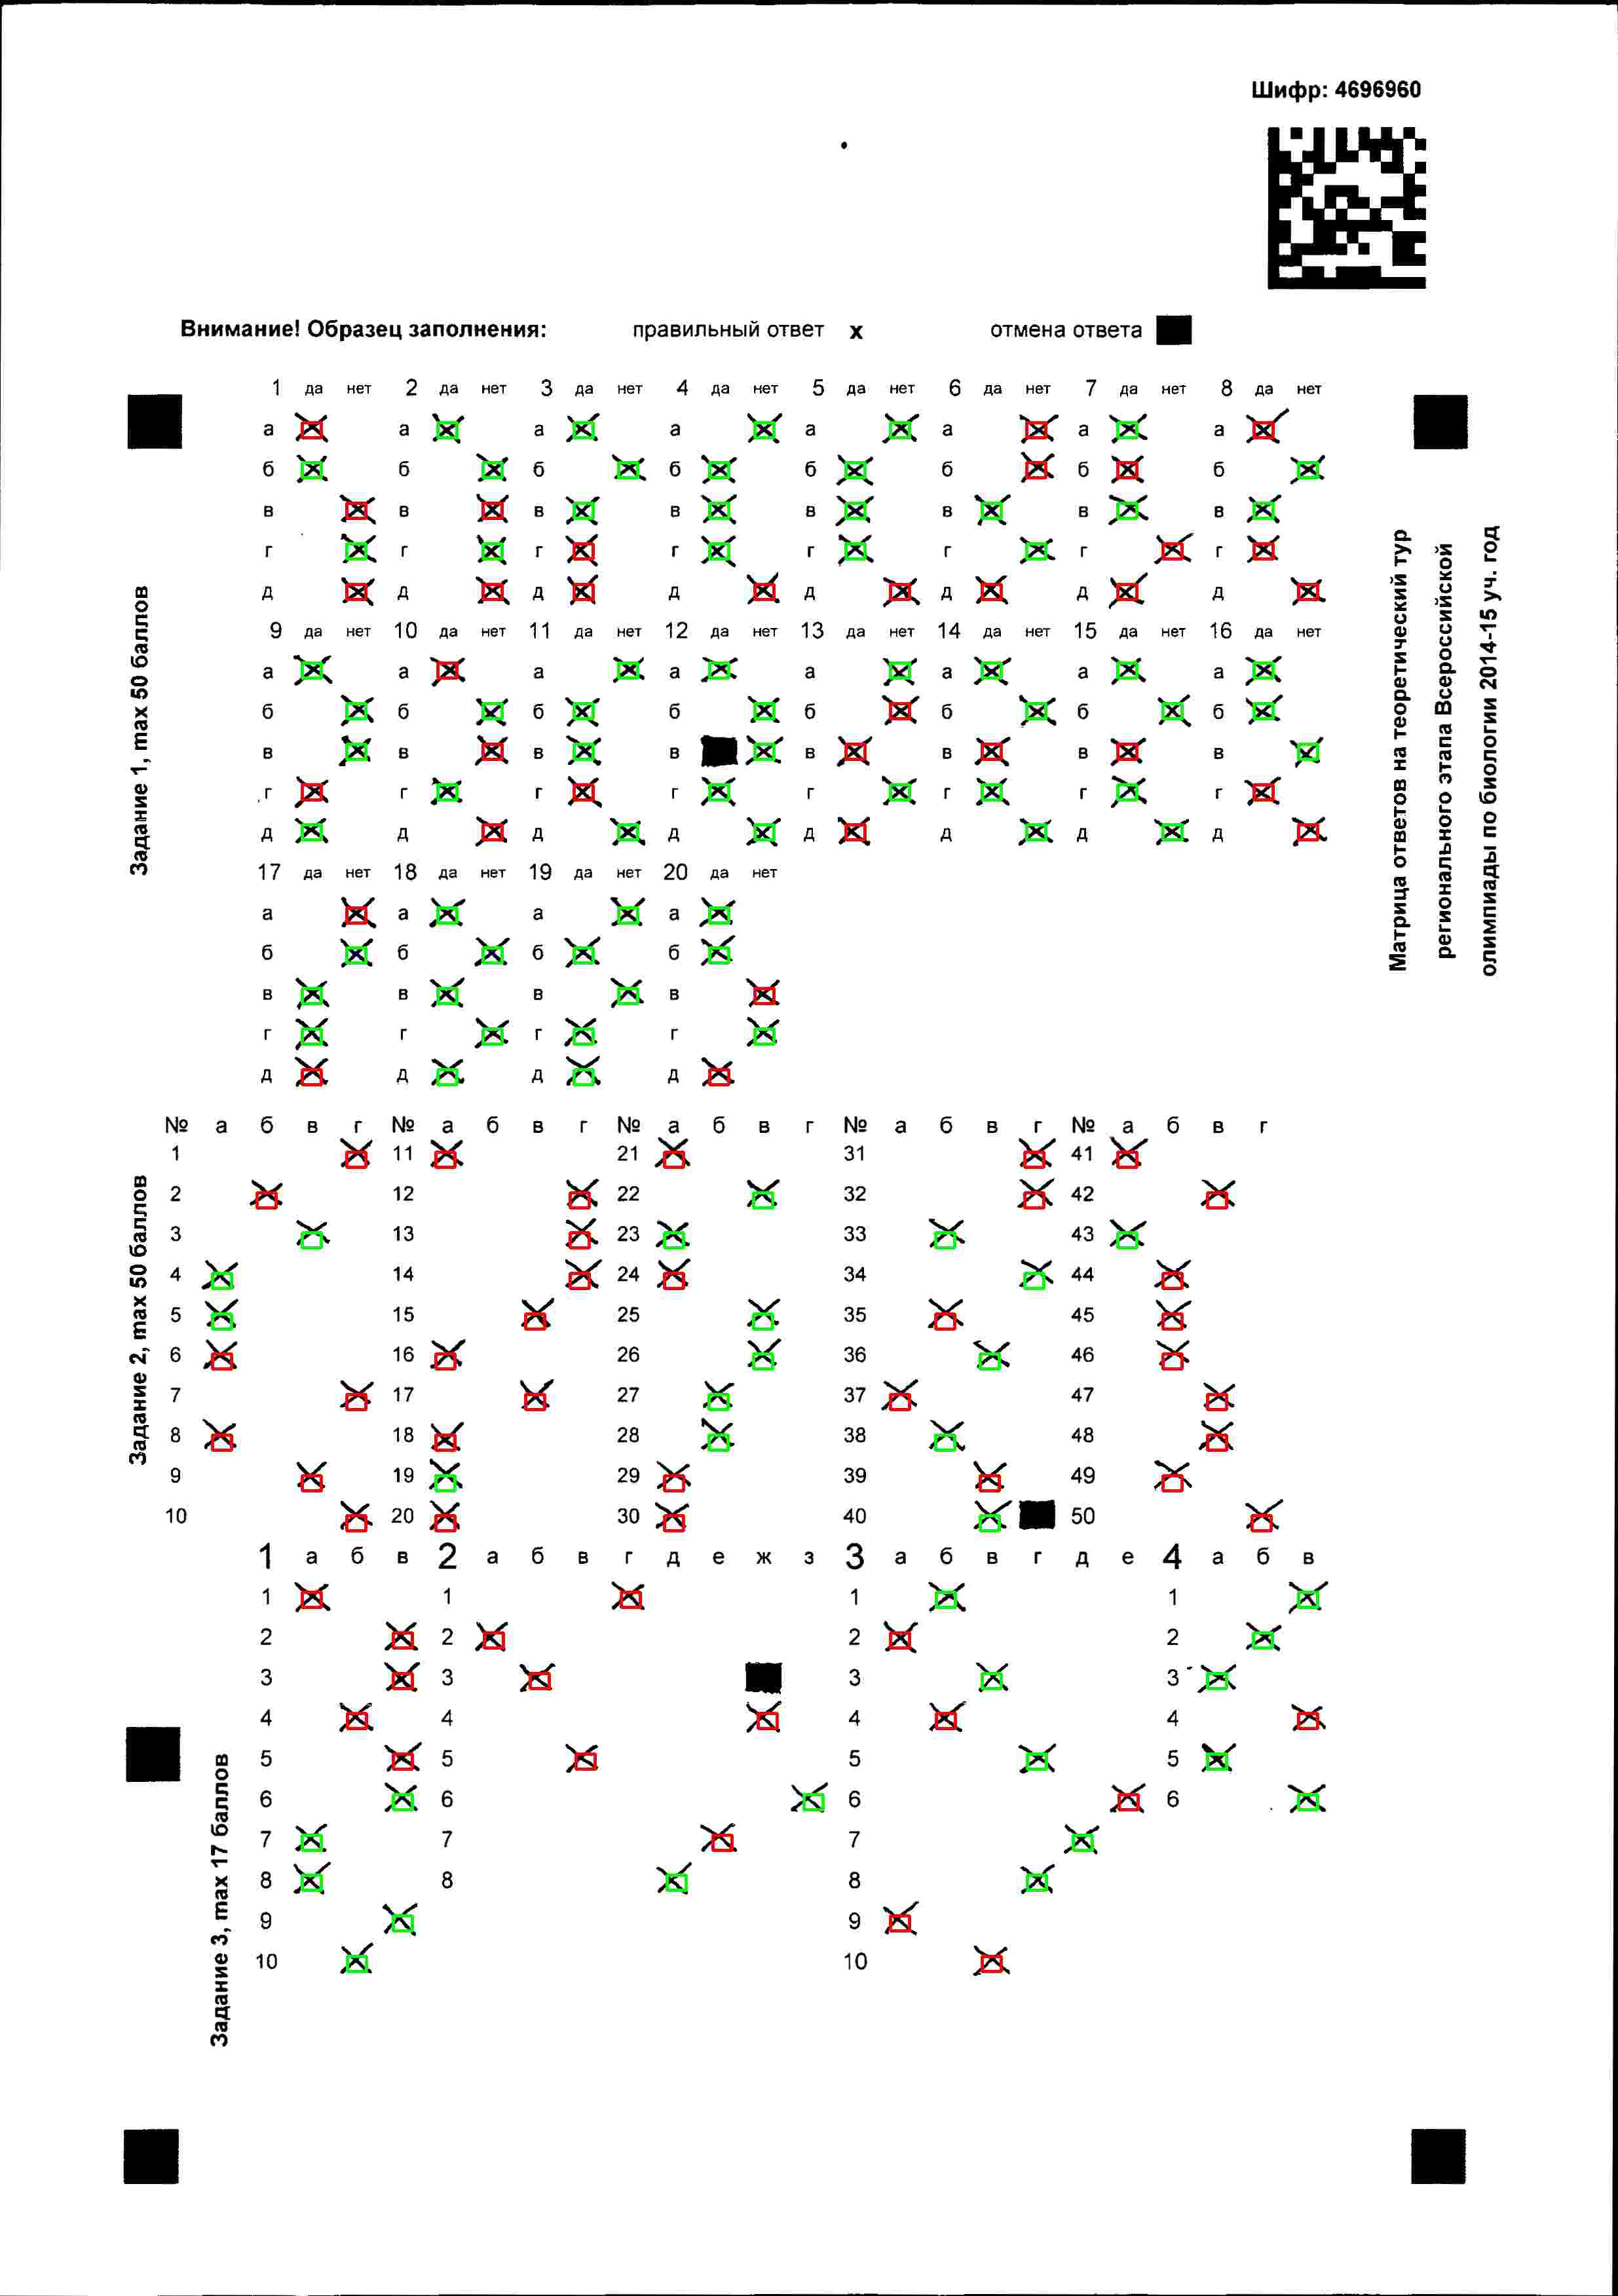 Шифр: 4696960
Внимание! Образец заполнения: правильный ответ x отмена ответа
1 да нет 2 да нет 3 да нет 4 да нет 5 да нет 6 да нет 7 да нет 8 да нет
а а а а а а а а
б б б б б б б б
в в в в в в в в
г г г г г г г г
д д д д д д д д
9 да нет 10 да нет 11 да нет 12 да нет 13 да нет 14 да нет 15 да нет 16 да нет
а а а а а а а а
б б б б б б б б
в в в в в в в в
г г г г г г г г
д д д д д д д д
17 да нет 18 да нет 19 да нет 20 да нет
а а а а
б б б б
в в в в
г г г г
д д д д
Задание 1, max 50 баллов
Матрица ответов на теоретический тур
регионального этапа Всероссийской
олимпиады по биологии 2014-15 уч. год
№ а б в г № а б в г № а б в г № а б в г № а б в г
1 11 21 31 41
2 12 22 32 42
3 13 23 33 43
4 14 24 34 44
5 15 25 35 45
6 16 26 36 46
7 17 27 37 47
8 18 28 38 48
9 19 29 39 49
10 20 30 40 50
Задание 2, max 50 баллов
1 а б в 2 а б в г д е ж з 3 а б в г д е 4 а б в
1 1 1 1
2 2 2 2
3 3 3 3
4 4 4 4
5 5 5 5
6 6 6 6
7 7 7
8 8 8
9 9
10 10
Задание 3, max 17 баллов